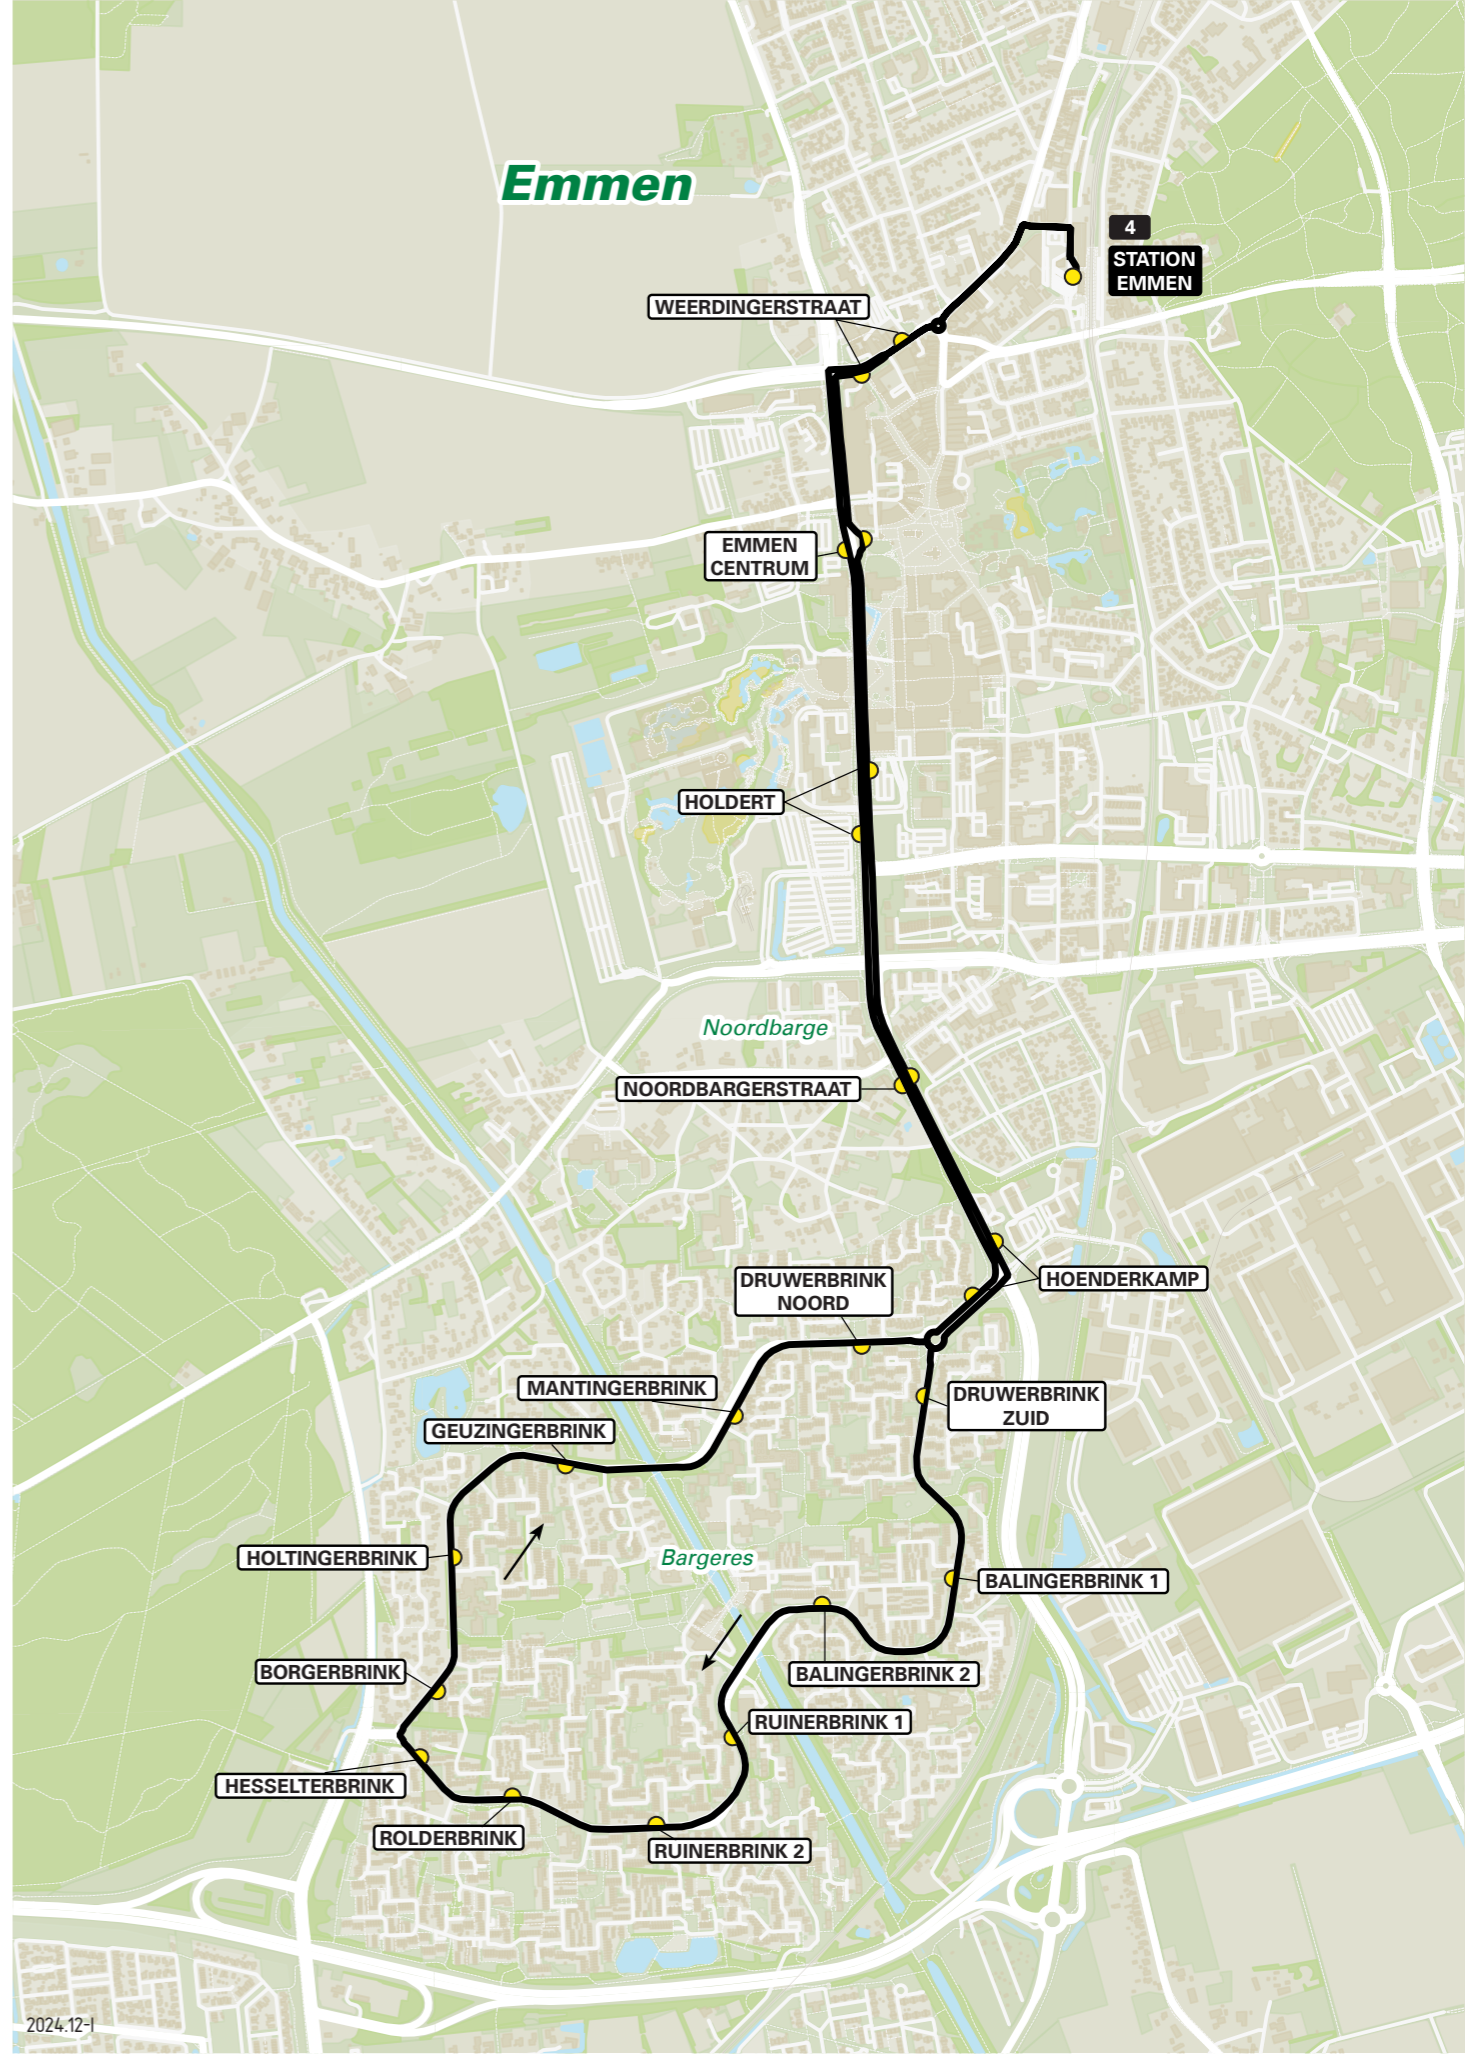 Emmen
4
STATION
EMMEN
WEERDINGERSTRAAT
EMMEN
CENTRUM
HOLDERT
Noordbarge
NOORDBARGERSTRAAT
HOENDERKAMP
DRUWERBRINK
NOORD
MANTINGERBRINK
DRUWERBRINK
ZUID
GEUZINGERBRINK
HOLTINGERBRINK
Bargeres
BALINGERBRINK 1
BORGERBRINK
BALINGERBRINK 2
RUINERBRINK 1
HESSELTERBRINK
ROLDERBRINK
RUINERBRINK 2
2024.12-I